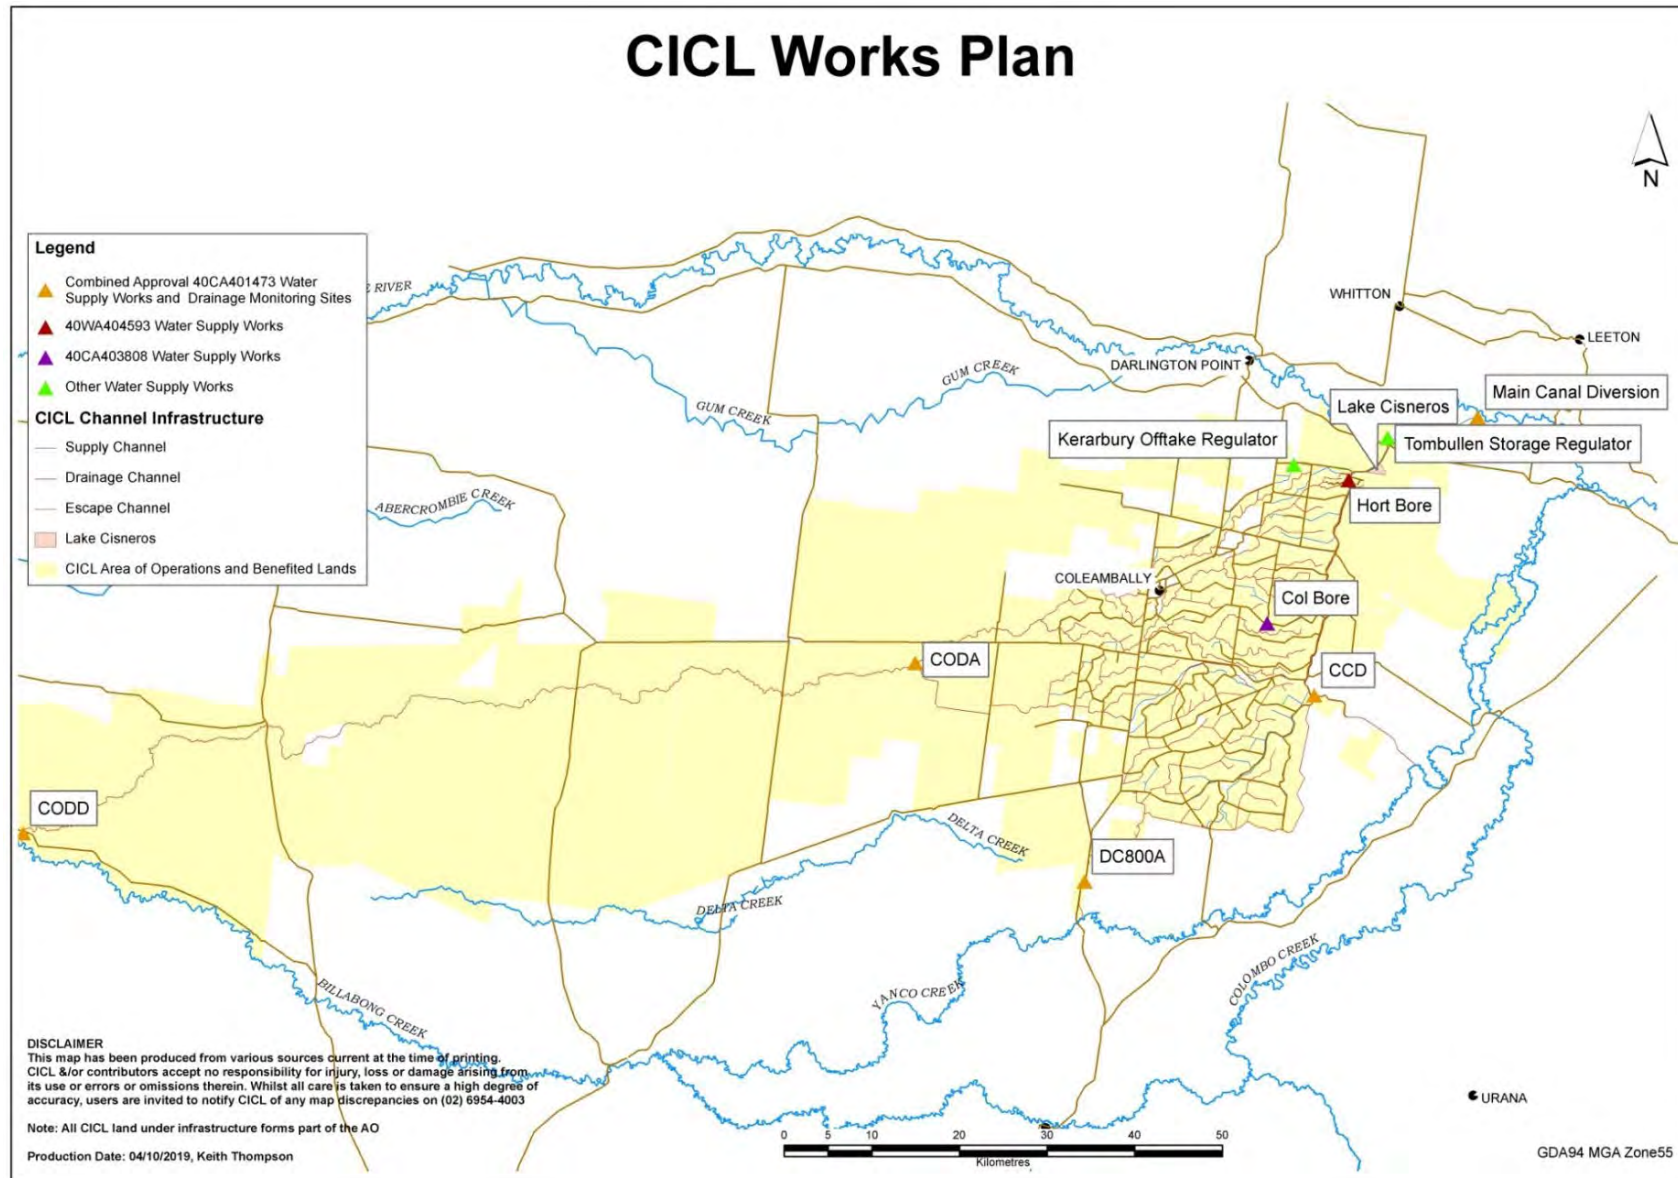 CICL Works Plan
N
Legend
Combined Approval 40CA401473 Water
Supply Works and Drainage Monitoring Sites
40WA404593 Water Supply Works
40CA403808 Water Supply Works
Other Water Supply Works
CICL Channel Infrastructure
Supply Channel
Drainage Channel
Escape Channel
Lake Cisneros
CICL Area of Operations and Benefited Lands
E RIVER
WHITTON
LEETON
DARLINGTON POINT
GUM CREEK
GUM CREEK
Main Canal Diversion
Lake Cisneros
Kerarbury Offtake Regulator
Tombullen Storage Regulator
Hort Bore
ABERCROMBIE CREEK
COLEAMBALLY
Col Bore
CODA
CCD
CODD
DELTA CREEK
DC800A
DELTA CREEK
COLOMBO CREEK
YANCO CREEK
BILLABONG CREEK
DISCLAIMER
This map has been produced from various sources current at the time of printing.
CICL &/or contributors accept no responsibility for injury, loss or damage arising from
its use or errors or omissions therein. Whilst all care is taken to ensure a high degree of
accuracy, users are invited to notify CICL of any map discrepancies on (02) 6954-4003
Note: All CICL land under infrastructure forms part of the AO
Production Date: 04/10/2019, Keith Thompson
URANA
0 5 10 20 30 40 50
Kilometres
GDA94 MGA Zone55